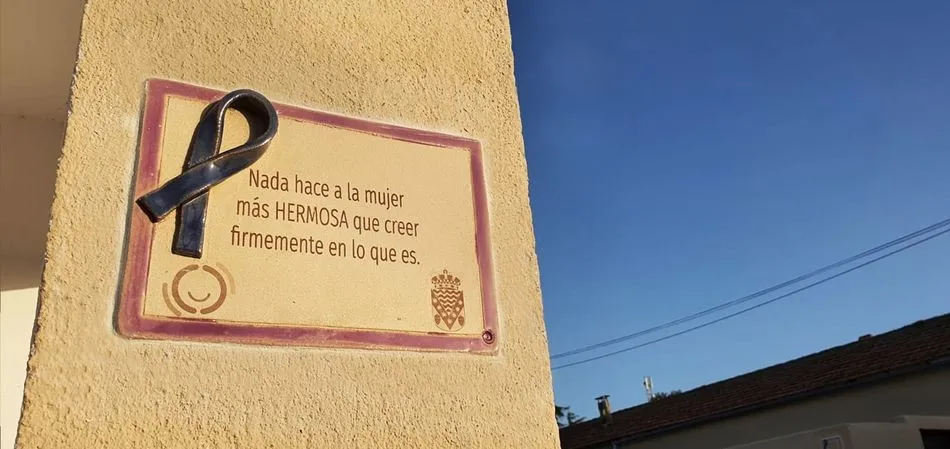 Nada hace a la mujer
más HERMOSA que creer
firmemente en lo que es.